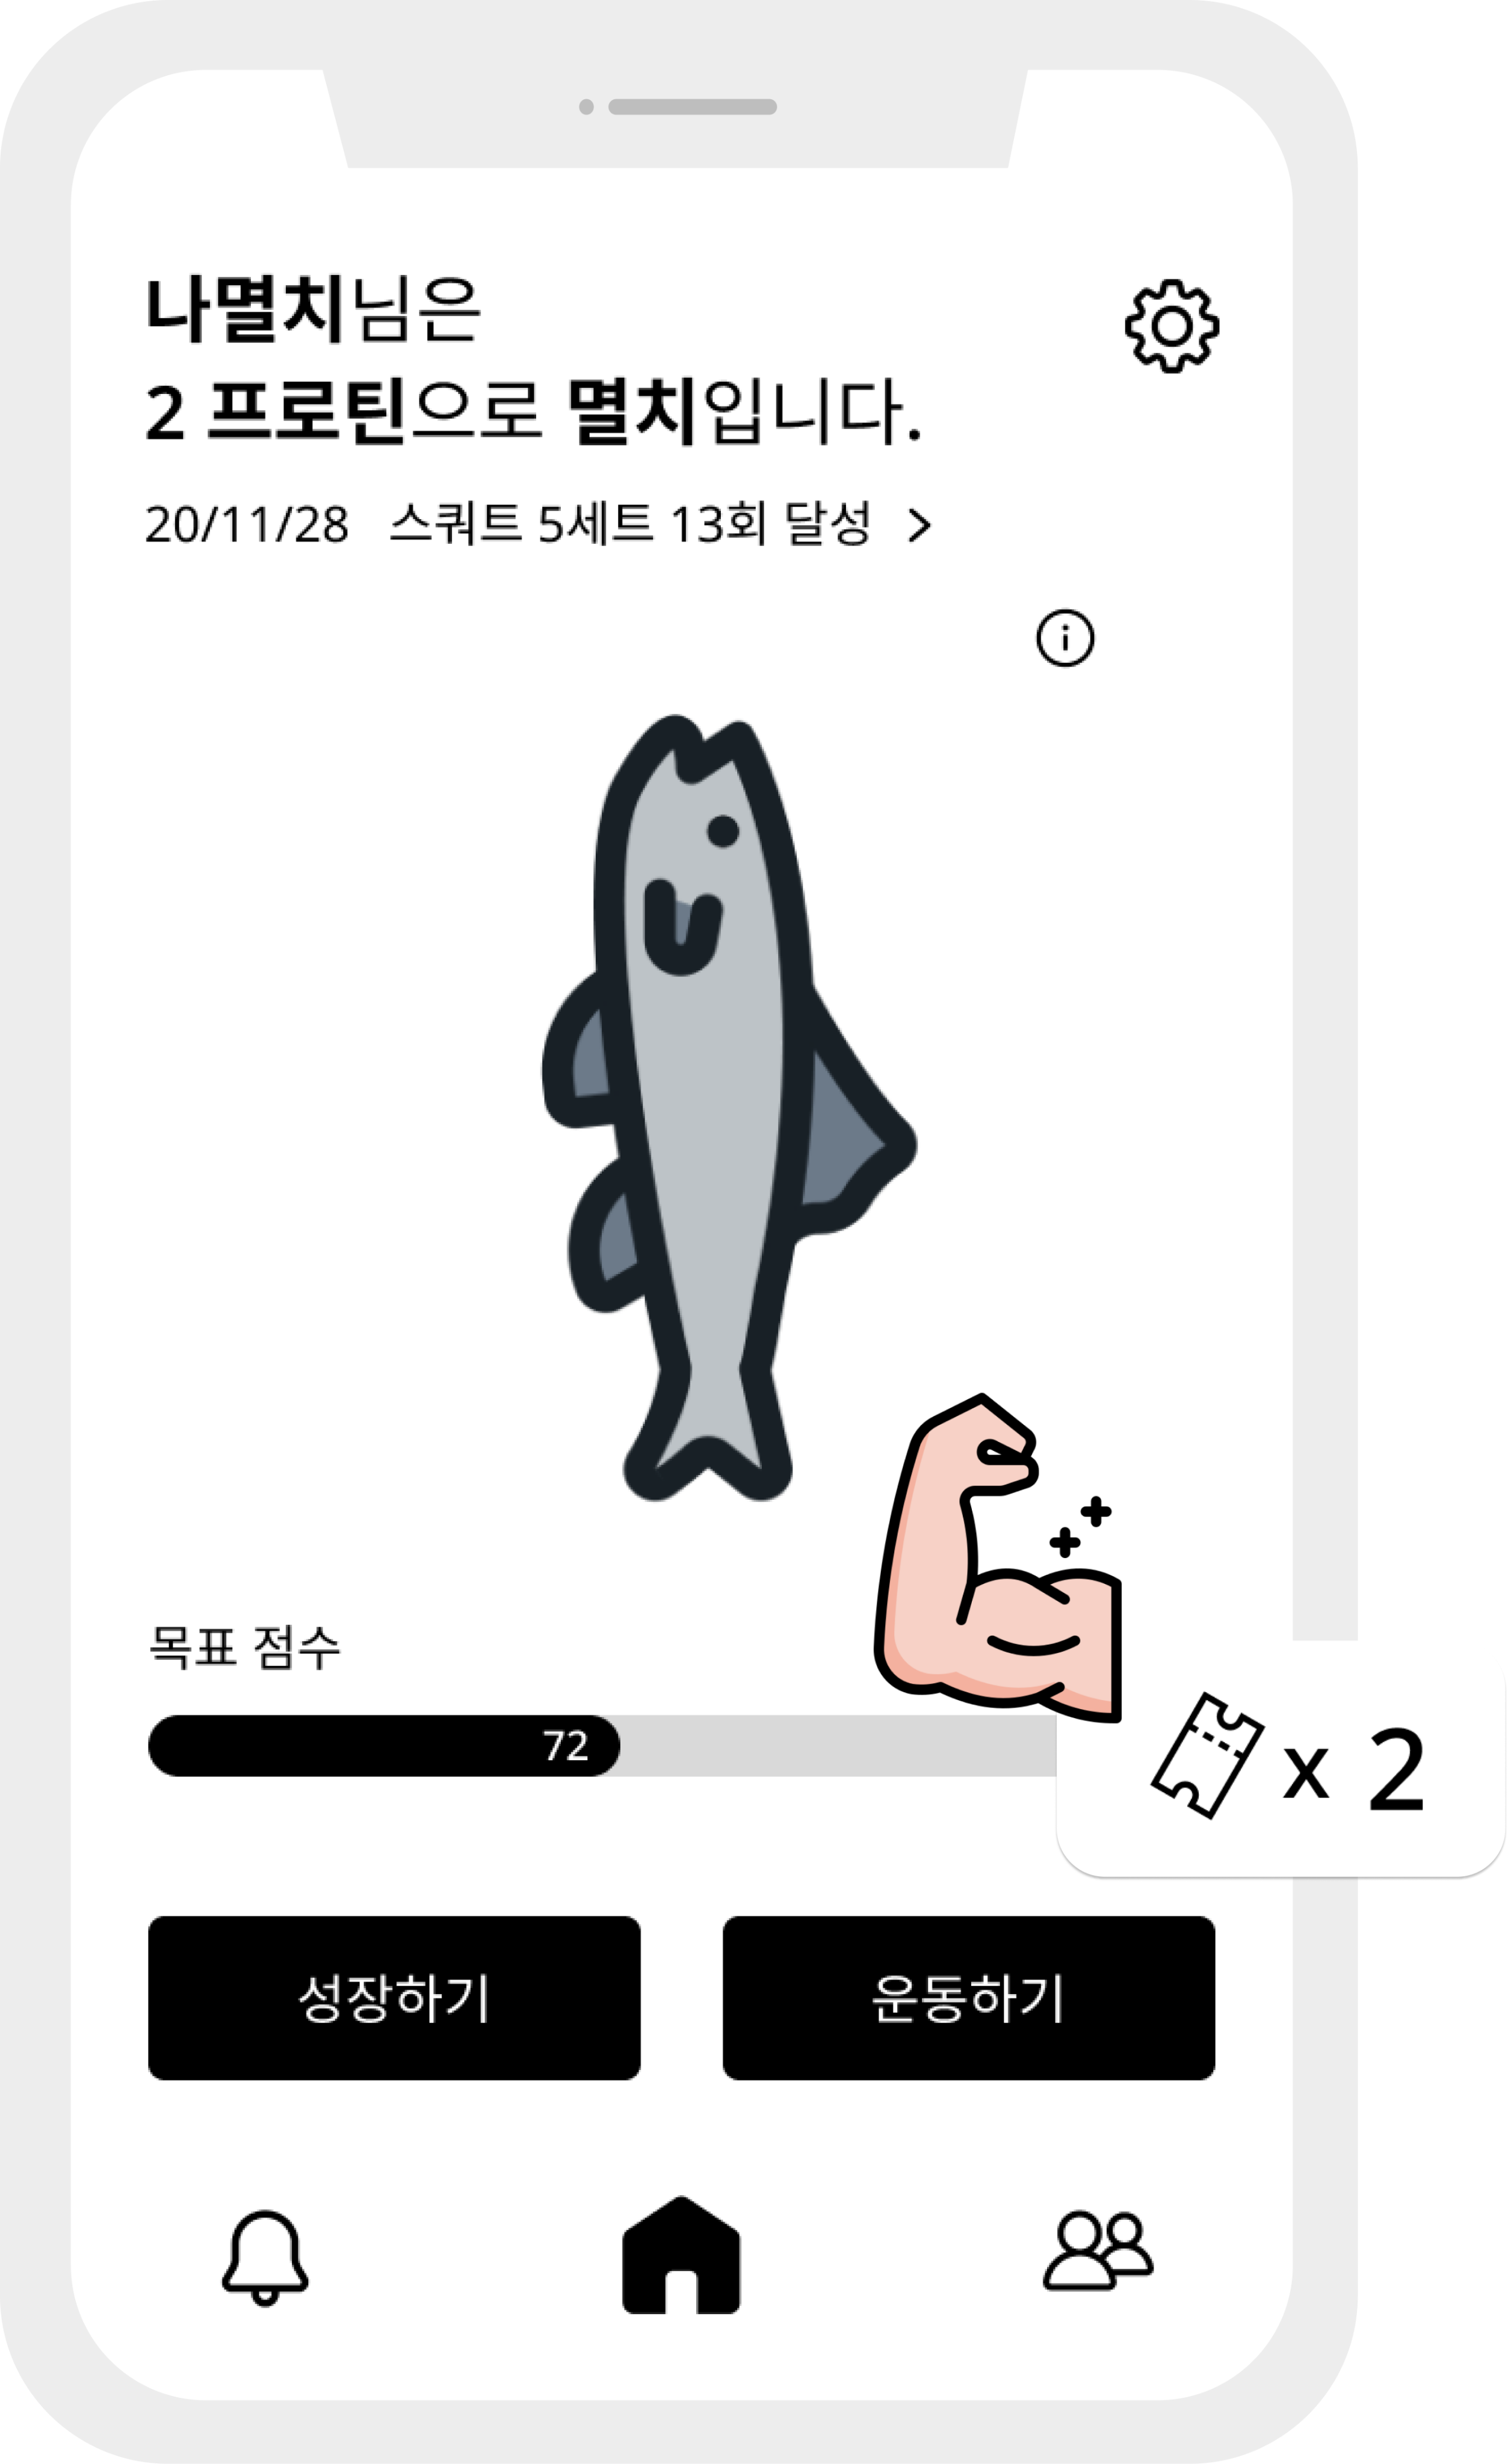 나멸치님은
2 프로틴으로 멸치입니다.
20/11/28 스쿼트 5세트 13회 달성 >
목표 점수
72
x 2
성장하기
운동하기